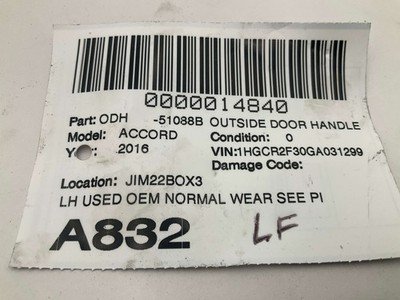 0000014840
Part: ODH -51088B OUTSIDE DOOR HANDLE
Model: ACCORD Condition: 0
Y 2016 VIN:1HGCR2F30GA031299
Damage Code:
Location: JIM22BOX3
LH USED OEM NORMAL WEAR SEE PI
A832 LF